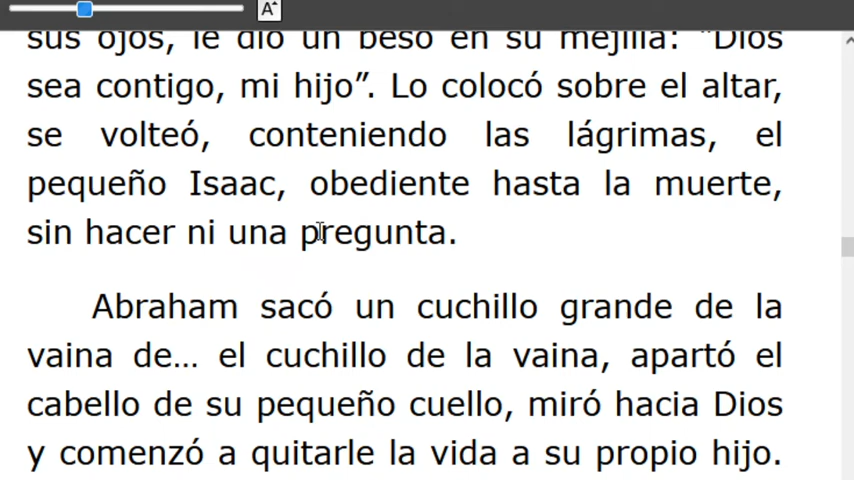 A
sus ojos, le dio un beso en su mejilla: “Dios
sea contigo, mi hijo”. Lo colocó sobre el altar,
se volteó, conteniendo las lágrimas, el
pequeño Isaac, obediente hasta la muerte,
sin hacer ni una pregunta.
Abraham sacó un cuchillo grande de la
vaina de... el cuchillo de la vaina, apartó el
cabello de su pequeño cuello, miró hacia Dios
y comenzó a quitarle la vida a su propio hijo.